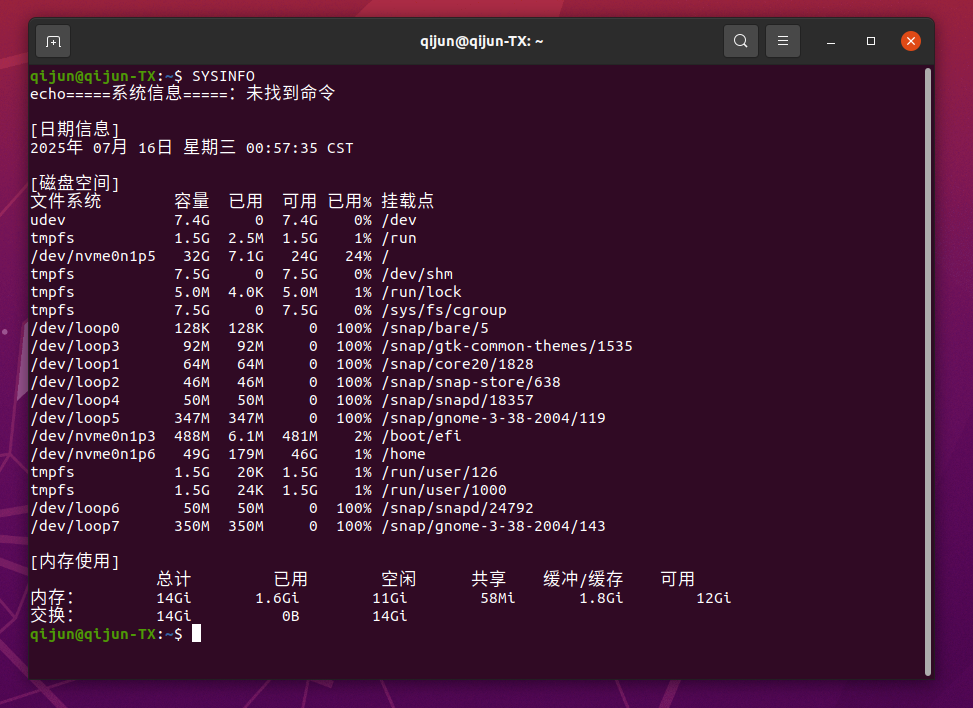 qijun@qijun-TX: ~
qijun@qijun-TX:~$ SYSINFO
echo=====系统信息=====：未找到命令
[日期信息]
2025年 07月 16日 星期三 00:57:35 CST
[磁盘空间]
文件系统 容量 已用 可用 已用% 挂载点
udev 7.4G 0 7.4G 0% /dev
tmpfs 1.5G 2.5M 1.5G 1% /run
/dev/nvme0n1p5 32G 7.1G 24G 24% /
tmpfs 7.5G 0 7.5G 0% /dev/shm
tmpfs 5.0M 4.0K 5.0M 1% /run/lock
tmpfs 7.5G 0 7.5G 0% /sys/fs/cgroup
/dev/loop0 128K 128K 0 100% /snap/bare/5
/dev/loop3 92M 92M 0 100% /snap/gtk-common-themes/1535
/dev/loop1 64M 64M 0 100% /snap/core20/1828
/dev/loop2 46M 46M 0 100% /snap/snap-store/638
/dev/loop4 50M 50M 0 100% /snap/snapd/18357
/dev/loop5 347M 347M 0 100% /snap/gnome-3-38-2004/119
/dev/nvme0n1p3 488M 6.1M 481M 2% /boot/efi
/dev/nvme0n1p6 49G 179M 46G 1% /home
tmpfs 1.5G 20K 1.5G 1% /run/user/126
tmpfs 1.5G 24K 1.5G 1% /run/user/1000
/dev/loop6 50M 50M 0 100% /snap/snapd/24792
/dev/loop7 350M 350M 0 100% /snap/gnome-3-38-2004/143
[内存使用]
总计 已用 空闲 共享 缓冲/缓存 可用
内存： 14Gi 1.6Gi 11Gi 58Mi 1.8Gi 12Gi
交换： 14Gi 0B 14Gi
qijun@qijun-TX:~$